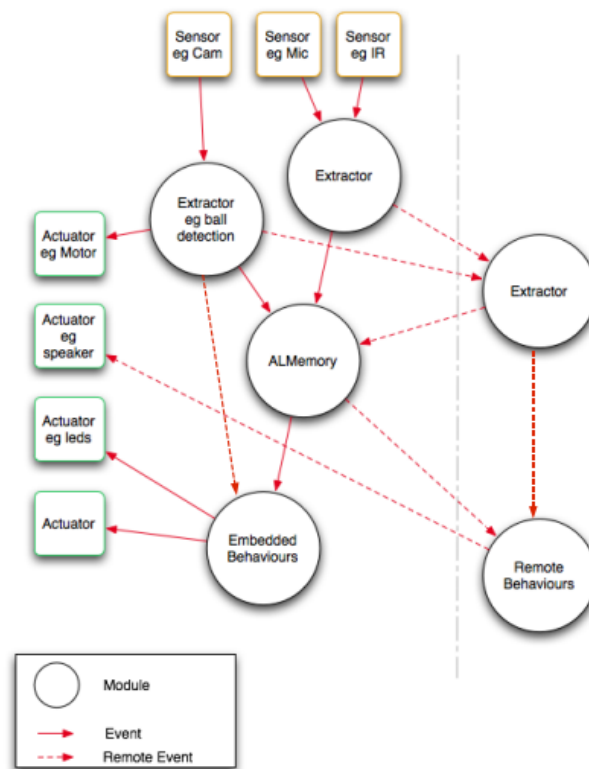 Sensor
eg Cam
Sensor
eg Mic
Sensor
eg IR
Extractor
Extractor
eg ball
detection
Actuator
eg Motor
Extractor
Actuator
eg
speaker
ALMemory
Actuator
eg leds
Actuator
Embedded
Behaviours
Remote
Behaviours
Module
Event
Remote Event